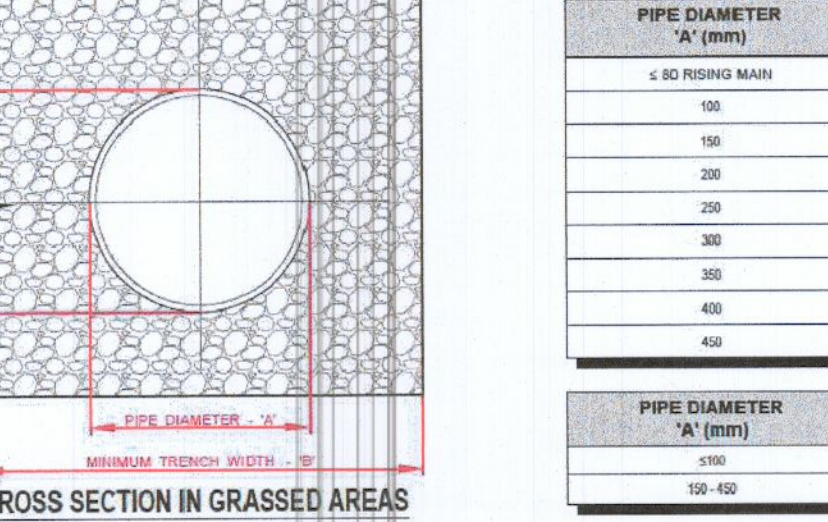 PIPE DIAMETER - 'A'
MINIMUM TRENCH WIDTH - 'B'
ROSS SECTION IN GRASSED AREAS
PIPE DIAMETER
'A' (mm)
≤ 80 RISING MAIN
100
150
200
250
300
350
400
450
PIPE DIAMETER
'A' (mm)
≤100
150 - 450